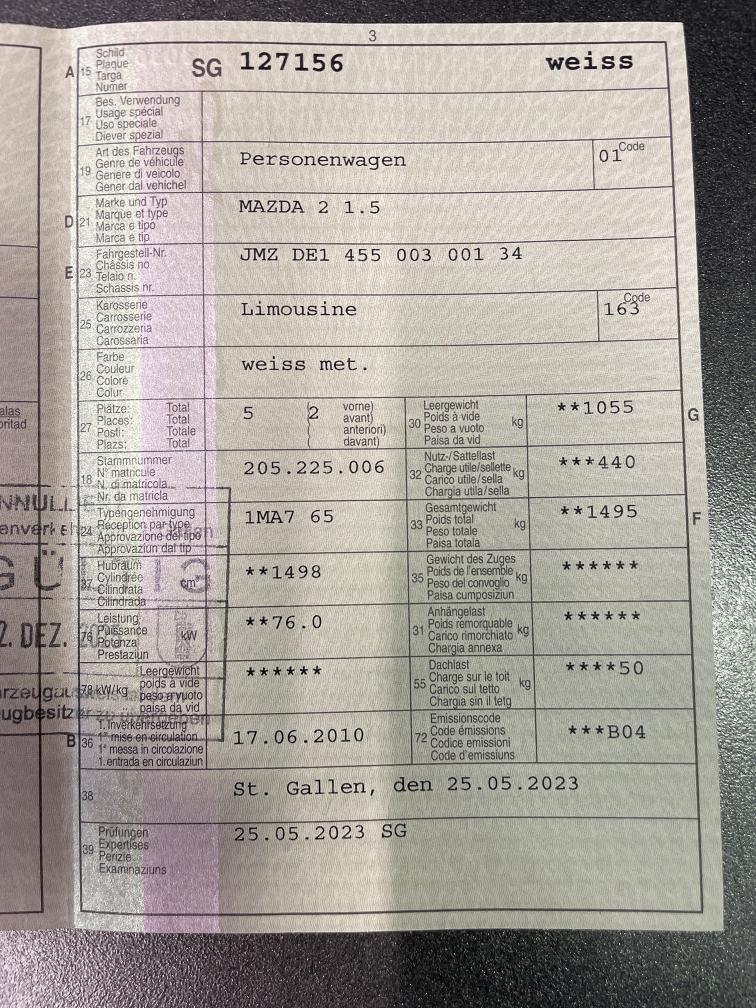 3
A 15 Schild Plaque Targa Numer SG 127156 weiss
17 Bes. Verwendung Usage spécial Uso speciale Diever spezial
19 Art des Fahrzeugs Genre de véhicule Genere di veicolo Gener dal vehichel Personenwagen 01 Code
D 21 Marke und Typ Marque et type Marca e tipo Marca e tip MAZDA 2 1.5
E 23 Fahrgestell-Nr. Châssis no Telaio n. Schassis nr. JMZ DE1 455 003 001 34
25 Karosserie Carrosserie Carrozzeria Carossaria Limousine 163 Code
26 Farbe Couleur Colore Colur weiss met.
27 Plätze: Total Places: Total Posti: Totale Plazs: Total 5 2 vorne) avant) anteriori) davant) 30 Leergewicht Poids à vide Peso a vuoto Paisa da vid kg **1055 G
18 Stammnummer N° matricule N. di matricola Nr. da matricla 205.225.006 32 Nutz-/Sattellast Charge utile/sellette Carico utile/sella Chargia utila/sella kg ***440
24 Typengenehmigung Réception par type Approvazione del tipo Approvaziun dal tip 1MA7 65 33 Gesamtgewicht Poids total Peso totale Paisa totala kg **1495 F
37 Hubraum Cylindrée Cilindrata Cilindrada cm³ **1498 35 Gewicht des Zuges Poids de l'ensemble Peso del convoglio Paisa cumposiziun kg ******
76 Leistung Puissance Potenza Prestaziun kW **76.0 31 Anhängelast Poids remorquable Carico rimorchiato Chargia annexa kg ******
78 kW/kg Leergewicht poids à vide peso a vuoto paisa da vid ****** 55 Dachlast Charge sur le toit Carico sul tetto Chargia sin il tetg kg ****50
B 36 1. Inverkehrsetzung 1re mise en circulation 1a messa in circolazione 1. entrada en circulaziun 17.06.2010 72 Emissionscode Code émissions Codice emissioni Code d'emissiuns ***B04
38 St. Gallen, den 25.05.2023
39 Prüfungen Expertises Perizie Examinaziuns 25.05.2023 SG
2. DEZ.